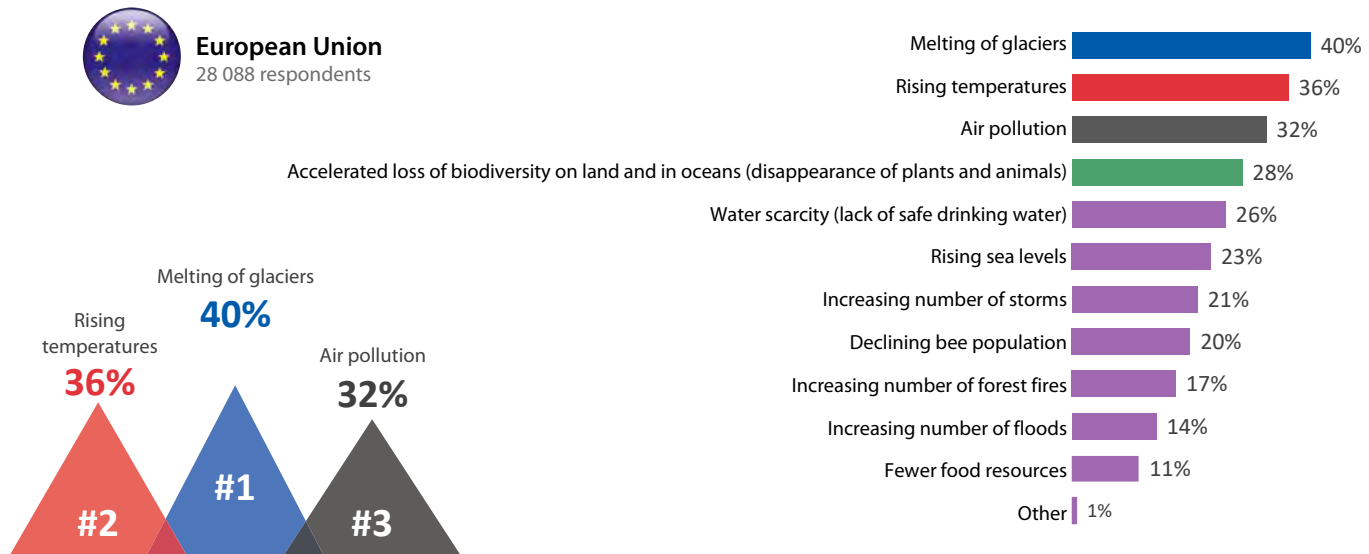 European Union
28 088 respondents
Melting of glaciers 40%
Rising temperatures 36%
Air pollution 32%
Accelerated loss of biodiversity on land and in oceans (disappearance of plants and animals) 28%
Water scarcity (lack of safe drinking water) 26%
Rising sea levels 23%
Increasing number of storms 21%
Declining bee population 20%
Increasing number of forest fires 17%
Increasing number of floods 14%
Fewer food resources 11%
Other 1%
Melting of glaciers
40%
Rising
temperatures
36%
Air pollution
32%
#1
#2
#3